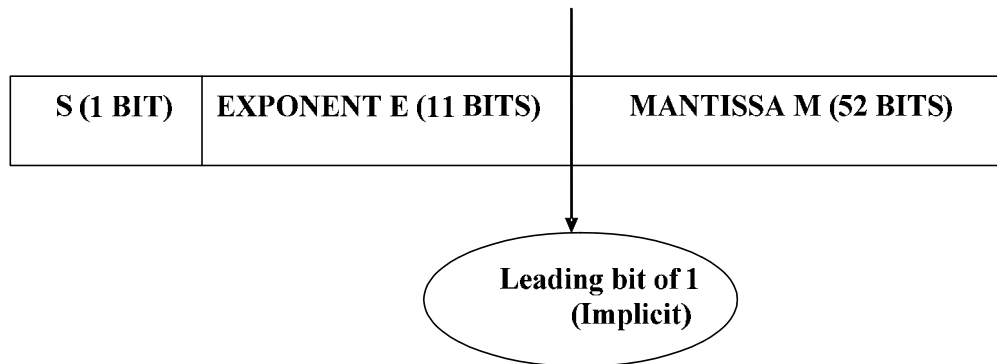 S (1 BIT) EXPONENT E (11 BITS) MANTISSA M (52 BITS)
Leading bit of 1
(Implicit)